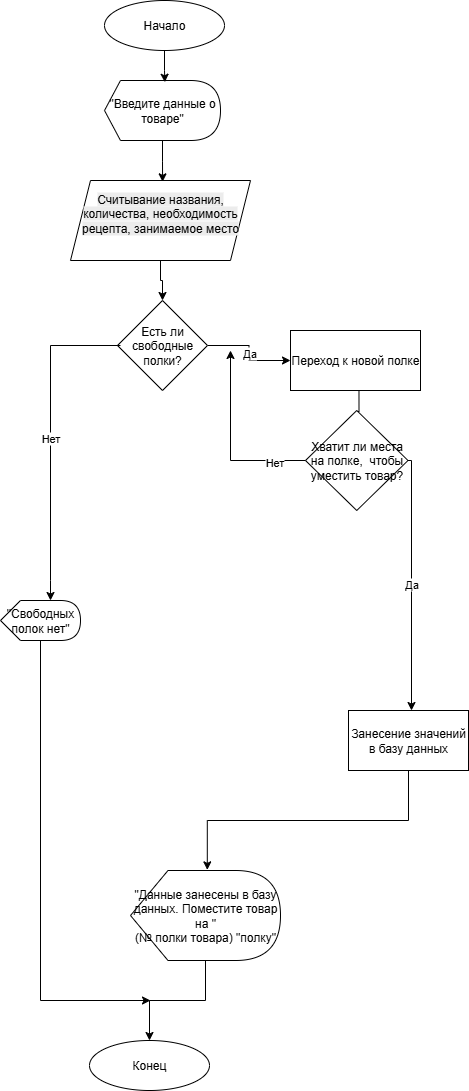 Начало
"Введите данные о
товаре"
Считывание названия,
количества, необходимость
рецепта, занимаемое место
Есть ли
свободные
полки?
Да
Переход к новой полке
Нет
Хватит ли места
на полке, чтобы
уместить товар?
Нет
Да
"Свободных
полок нет"
Занесение значений
в базу данных
"Данные занесены в базу
данных. Поместите товар
на "
(№ полки товара) "полку"
Конец